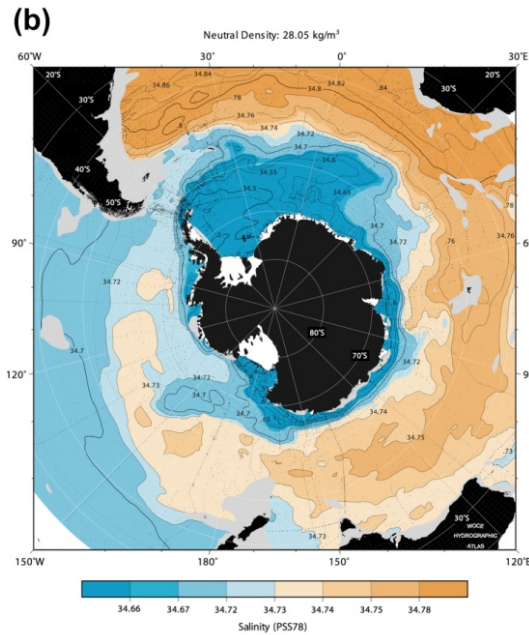 (b)
Neutral Density: 28.05 kg/m³
60˚W 30˚ 0˚ 30˚E
20˚S 20˚S
34.84
34.86 34.82
34.8 .84
30˚S 30˚S
.78
34.76
.8 34.74 34.72
34.7
34.6
40˚S 34.55
34.65
34.5
50˚S .78
34.7 34.76
.76
90˚ 34.72 6
34.72
80˚S
34.7 70˚S
34.72
120˚ 9
34.73 34.72
34.7 34.74
34.7 .65
34.75
.73
30˚S
WOCE
HYDROGRAPHIC
ATLAS
34.73
150˚W 180˚ 150˚ 120˚E
34.66 34.67 34.72 34.73 34.74 34.75 34.78
Salinity (PSS78)